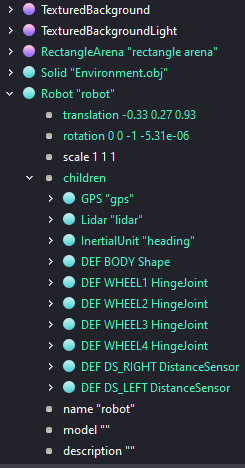 TexturedBackground
TexturedBackgroundLight
RectangleArena "rectangle arena"
Solid "Environment.obj"
Robot "robot"
translation -0.33 0.27 0.93
rotation 0 0 -1 -5.31e-06
scale 1 1 1
children
GPS "gps"
Lidar "lidar"
InertialUnit "heading"
DEF BODY Shape
DEF WHEEL1 HingeJoint
DEF WHEEL2 HingeJoint
DEF WHEEL3 HingeJoint
DEF WHEEL4 HingeJoint
DEF DS_RIGHT DistanceSensor
DEF DS_LEFT DistanceSensor
name "robot"
model ""
description ""